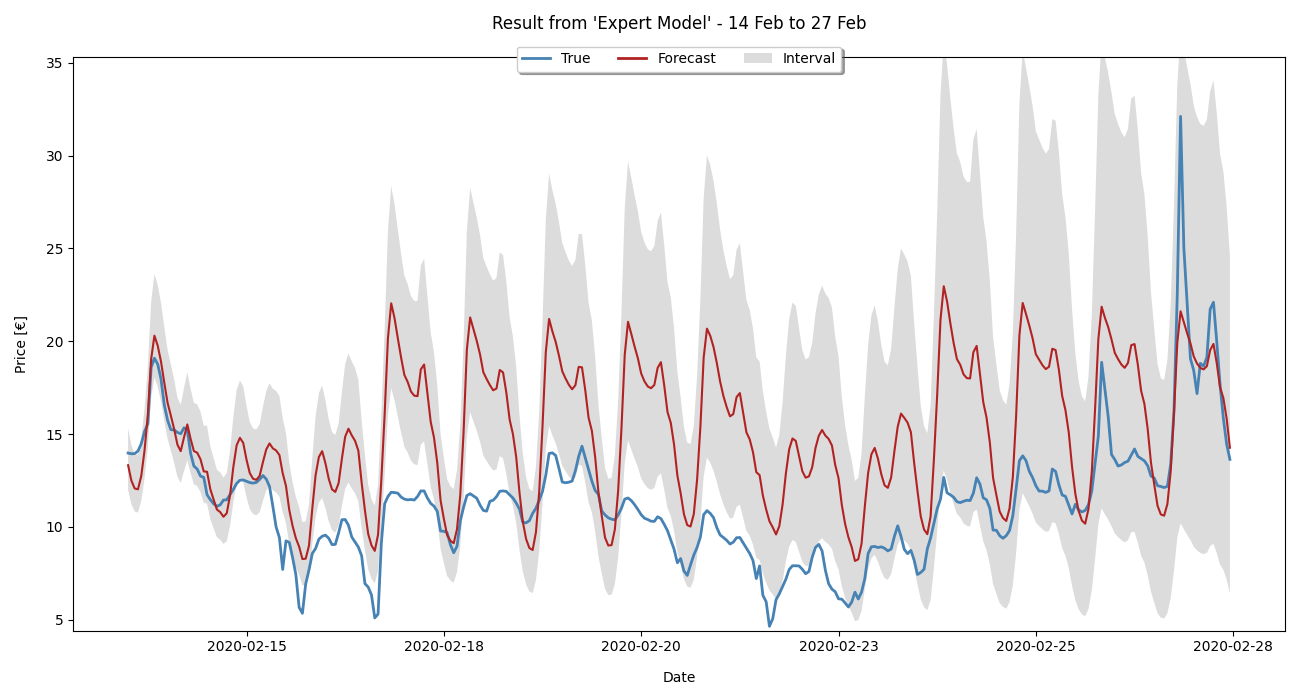 Result from 'Expert Model' - 14 Feb to 27 Feb
True Forecast Interval
35
30
25
20
15
10
5
Price [€]
2020-02-15 2020-02-18 2020-02-20 2020-02-23 2020-02-25 2020-02-28
Date